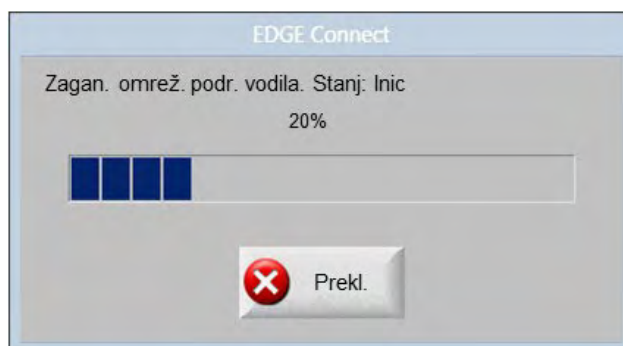 EDGE Connect
Zagan. omrež. podr. vodila. Stanj: Inic
20%
Prekl.